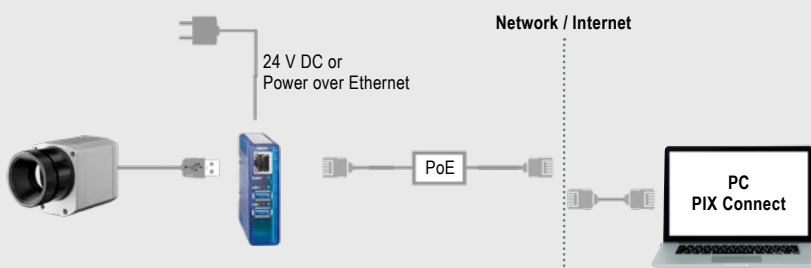 Network / Internet
24 V DC or
Power over Ethernet
PoE
PC
PIX Connect